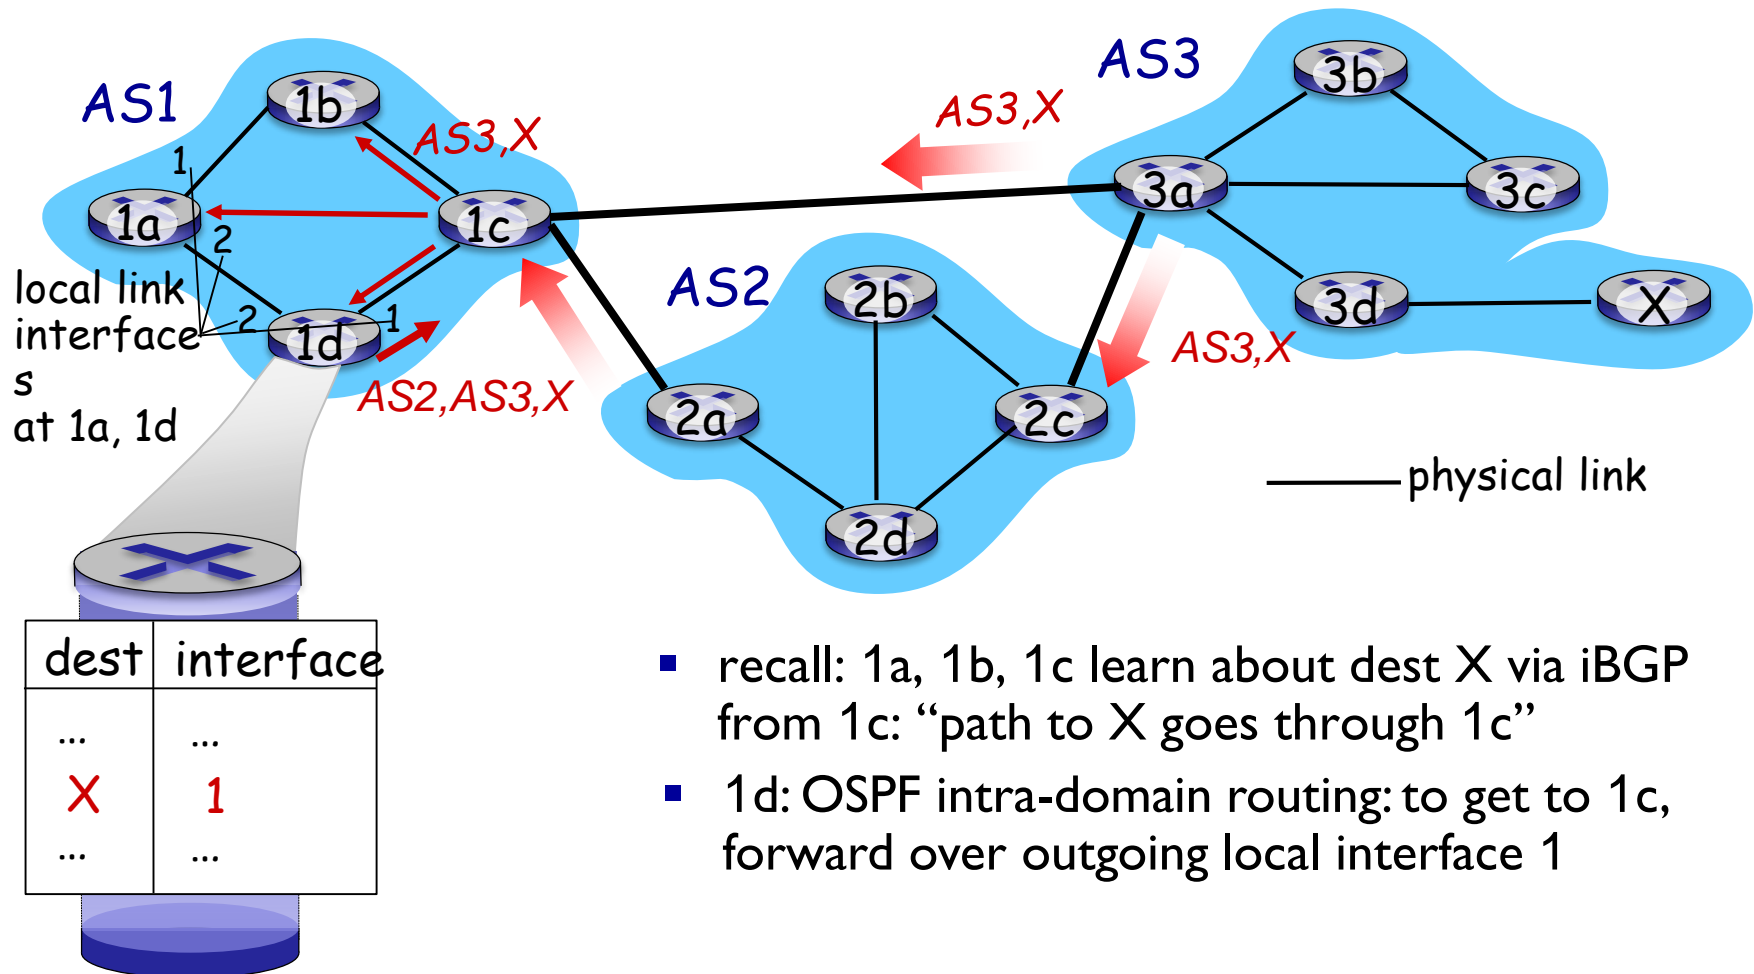 AS1
1b
AS3,X
1
1a
1c
2
local link
interface
s
at 1a, 1d
2
1
1d
AS2,AS3,X
AS3,X
AS3
3b
3a
3c
3d
X
AS3,X
AS2
2b
2a
2c
2d
physical link
dest interface
... ...
X 1
... ...
▪ recall: 1a, 1b, 1c learn about dest X via iBGP
from 1c: “path to X goes through 1c”
▪ 1d: OSPF intra-domain routing: to get to 1c,
forward over outgoing local interface 1